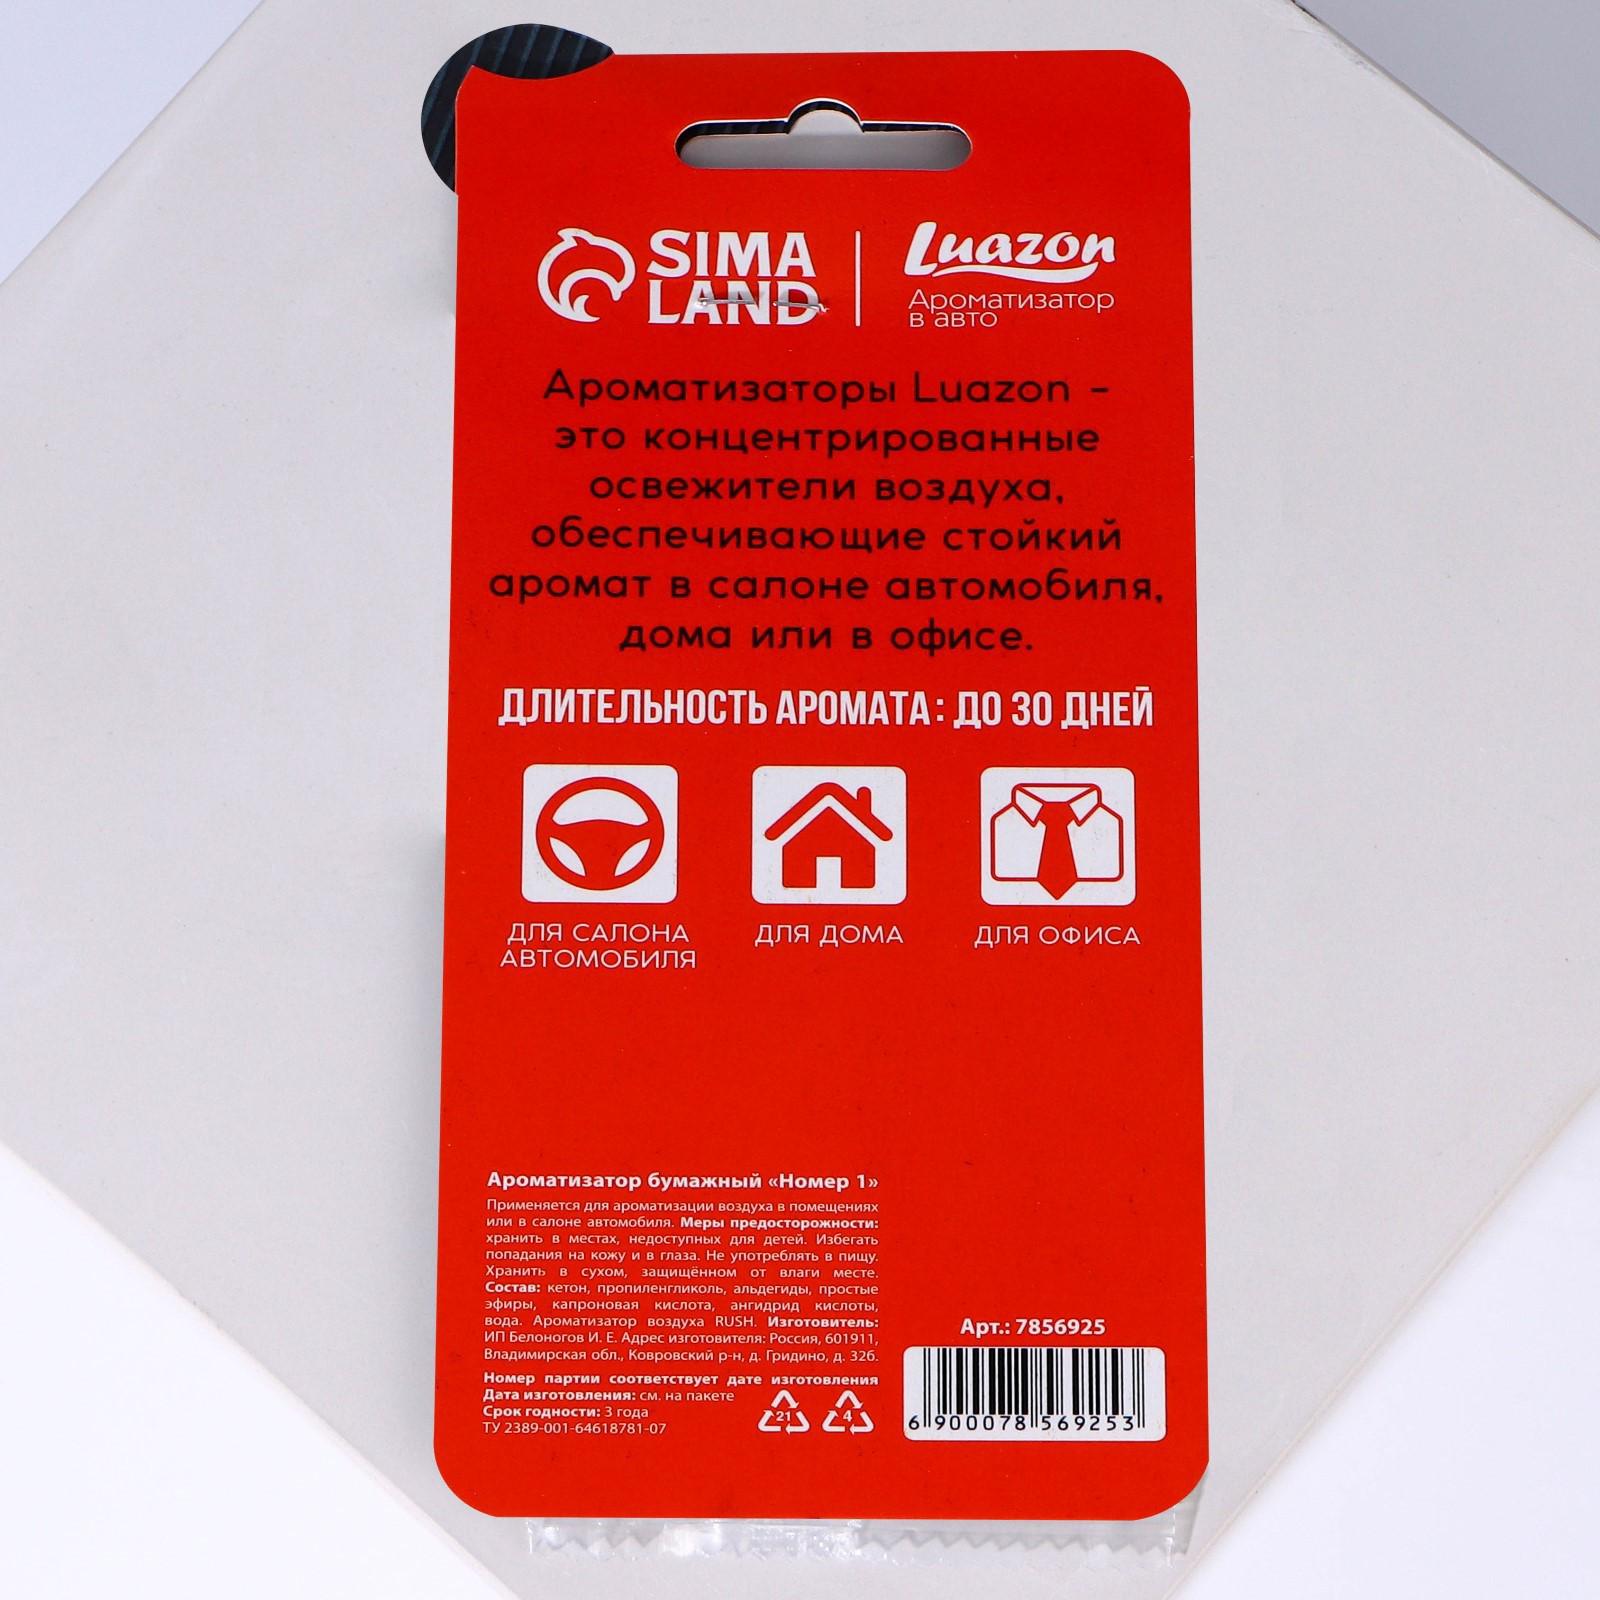 SIMA
LAND
Luazon
Ароматизатор
в авто
Ароматизаторы Luazon –
это концентрированные
освежители воздуха,
обеспечивающие стойкий
аромат в салоне автомобиля,
дома или в офисе.
ДЛИТЕЛЬНОСТЬ АРОМАТА: ДО 30 ДНЕЙ
ДЛЯ САЛОНА
АВТОМОБИЛЯ
ДЛЯ ДОМА
ДЛЯ ОФИСА
Ароматизатор бумажный «Номер 1»
Применяется для ароматизации воздуха в помещениях
или в салоне автомобиля. Меры предосторожности:
хранить в местах, недоступных для детей. Избегать
попадания на кожу и в глаза. Не употреблять в пищу.
Хранить в сухом, защищённом от влаги месте.
Состав: кетон, пропиленгликоль, альдегиды, простые
эфиры, капроновая кислота, ангидрид кислоты,
вода. Ароматизатор воздуха RUSH. Изготовитель:
ИП Белоногов И. Е. Адрес изготовителя: Россия, 601911,
Владимирская обл., Ковровский р-н, д. Гридино, д. 32б.
Номер партии соответствует дате изготовления
Дата изготовления: см. на пакете
Срок годности: 3 года
ТУ 2389-001-64618781-07
21
4
Арт.: 7856925
6 900078 569253